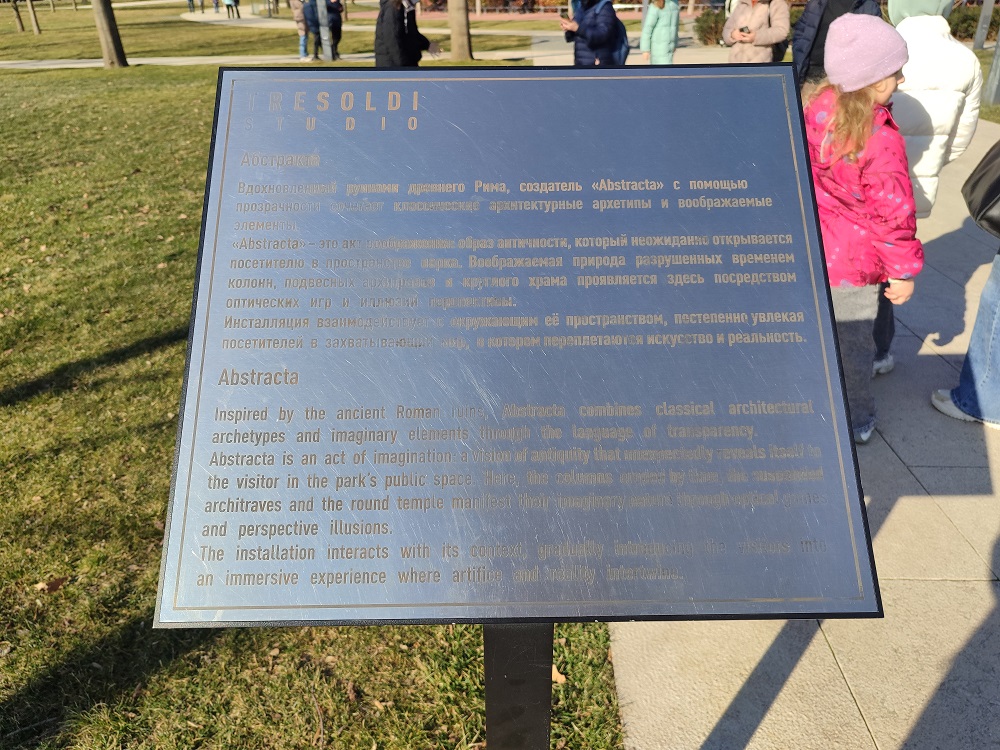 TRESOLDI
STUDIO
Абстракта
Вдохновленный руинами древнего Рима, создатель «Abstracta» с помощью
прозрачности сочетает классические архитектурные архетипы и воображаемые
элементы.
«Abstracta» – это акт воображения: образ античности, который неожиданно открывается
посетителю в пространстве парка. Воображаемая природа разрушенных временем
колонн, подвесных архитравов и круглого храма проявляется здесь посредством
оптических игр и иллюзий перспективы.
Инсталляция взаимодействует с окружающим её пространством, постепенно увлекая
посетителей в захватывающий мир, в котором переплетаются искусство и реальность.
Abstracta
Inspired by the ancient Roman ruins, Abstracta combines classical architectural
archetypes and imaginary elements through the language of transparency.
Abstracta is an act of imagination: a vision of antiquity that unexpectedly reveals itself to
the visitor in the park's public space. Here, the columns eroded by time, the suspended
architraves and the round temple manifest their imaginary nature through optical
and perspective illusions.
The installation interacts with its context, gradually introducing the visitors into
an immersive experience where artifice and reality intertwine.